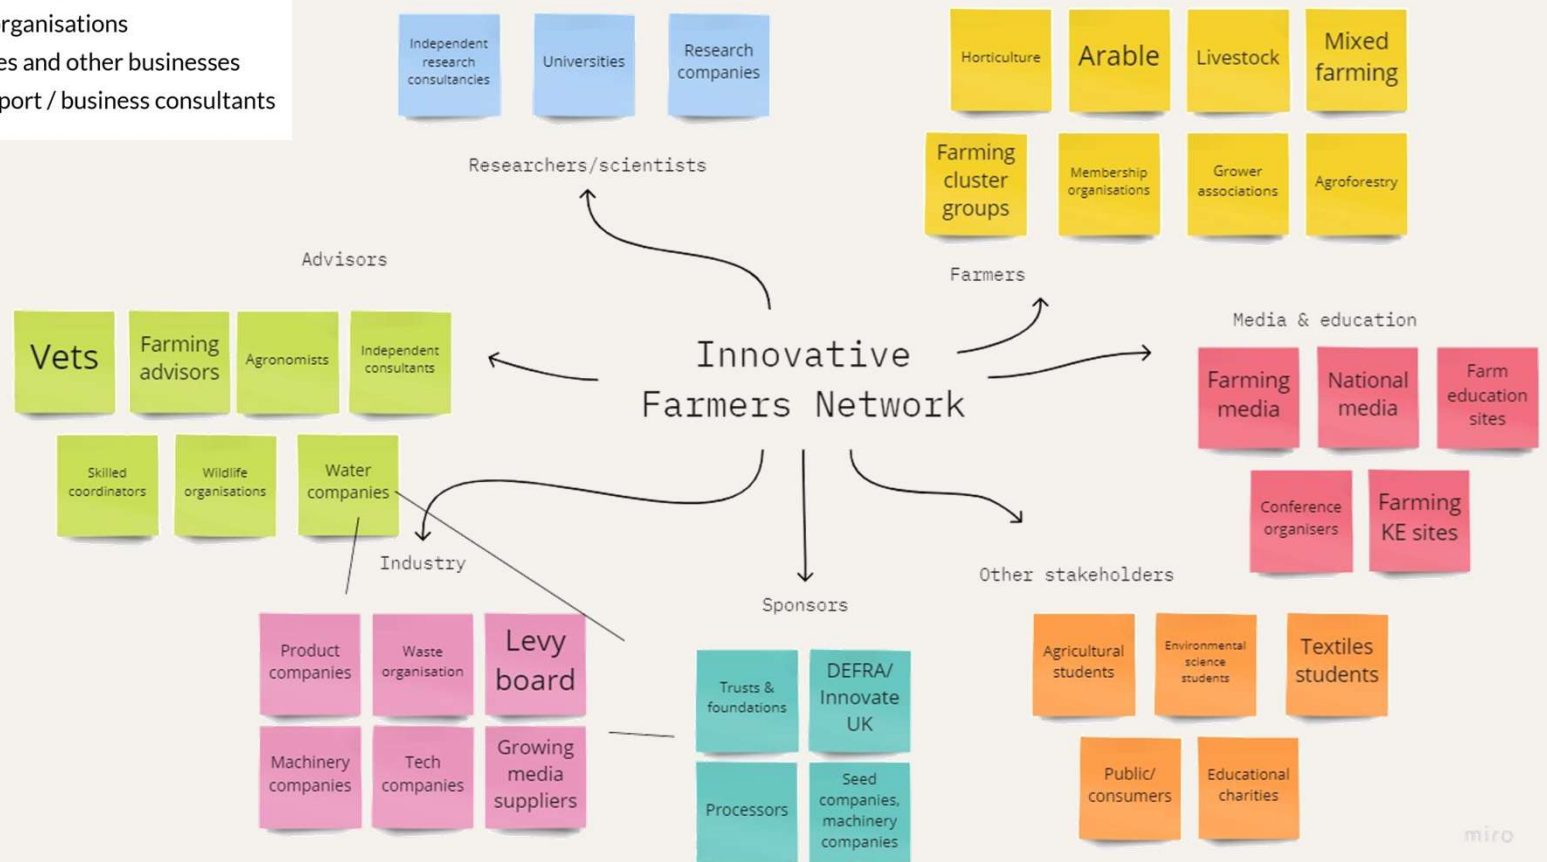 rganisations
es and other businesses
port / business consultants
Independent
research
consultancies
Universities
Research
companies
Researchers/scientists
Horticulture
Arable
Livestock
Mixed
farming
Farming
cluster
groups
Membership
organisations
Grower
associations
Agroforestry
Farmers
Advisors
Vets
Farming
advisors
Agronomists
Independent
consultants
Skilled
coordinators
Wildlife
organisations
Water
companies
Innovative
Farmers Network
Media & education
Farming
media
National
media
Farm
education
sites
Conference
organisers
Farming
KE sites
Industry
Product
companies
Waste
organisation
Levy
board
Machinery
companies
Tech
companies
Growing
media
suppliers
Sponsors
Trusts &
foundations
DEFRA/
Innovate
UK
Processors
Seed
companies,
machinery
companies
Other stakeholders
Agricultural
students
Environmental
science
students
Textiles
students
Public/
consumers
Educational
charities
miro